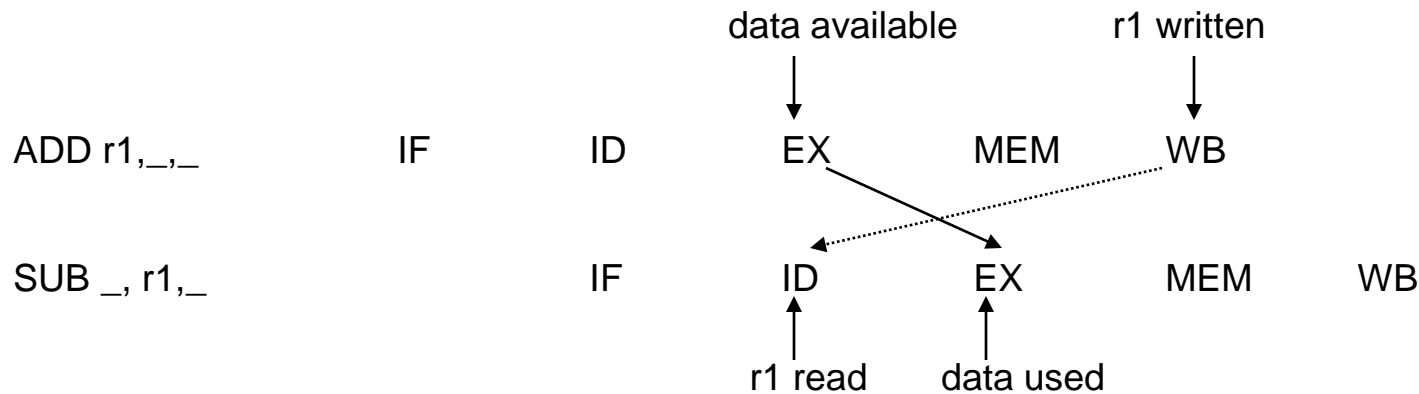 data available r1 written
ADD r1,_,_ IF ID EX MEM WB
SUB _, r1,_ IF ID EX MEM WB
r1 read data used